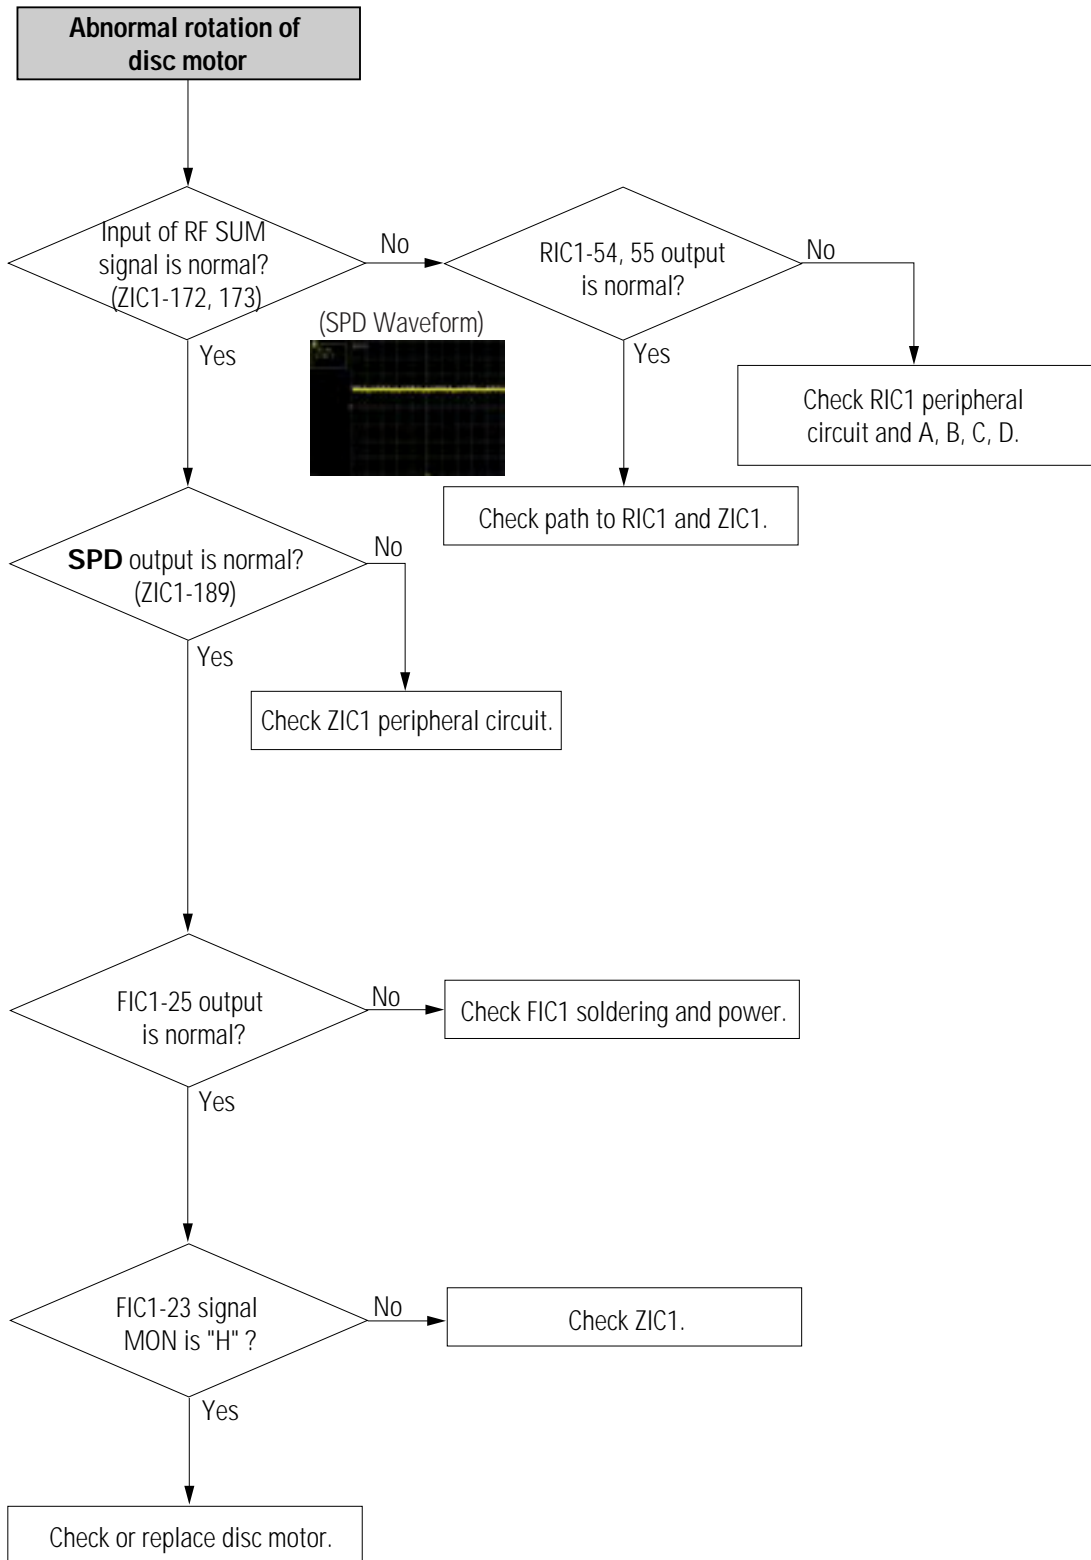 Abnormal rotation of
disc motor
Input of RF SUM
signal is normal?
(ZIC1-172, 173)
No
RIC1-54, 55 output
is normal?
No
(SPD Waveform)
Yes
Yes
Check RIC1 peripheral
circuit and A, B, C, D.
Check path to RIC1 and ZIC1.
SPD output is normal?
(ZIC1-189)
No
Yes
Check ZIC1 peripheral circuit.
FIC1-25 output
is normal?
No
Check FIC1 soldering and power.
Yes
FIC1-23 signal
MON is "H" ?
No
Check ZIC1.
Yes
Check or replace disc motor.